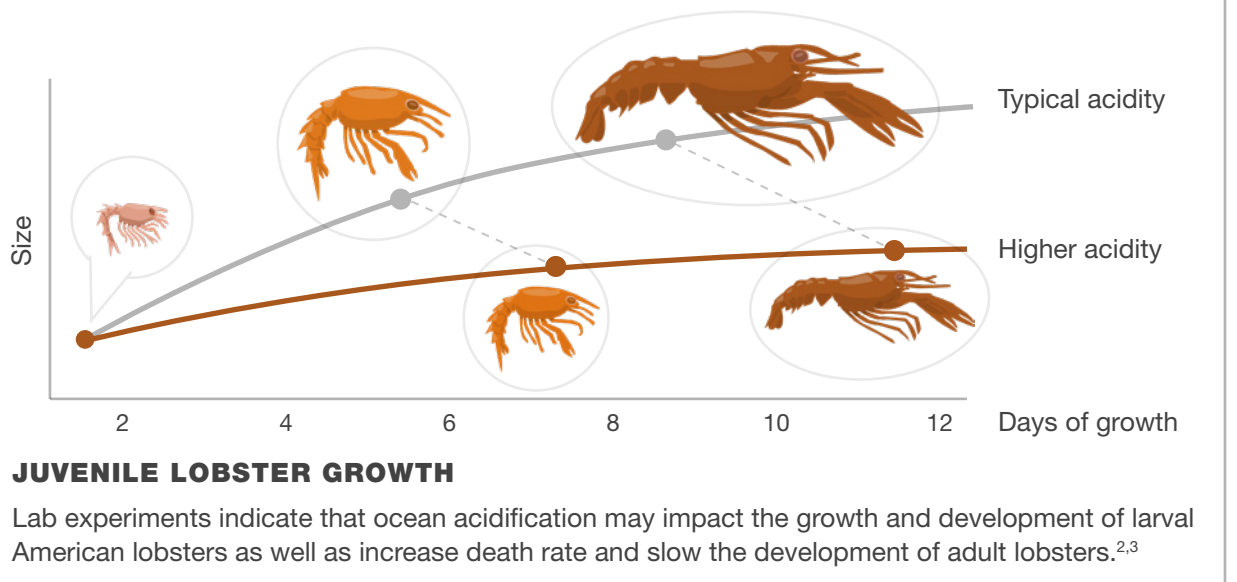 Typical acidity
Size
Higher acidity
2 4 6 8 10 12 Days of growth
JUVENILE LOBSTER GROWTH
Lab experiments indicate that ocean acidification may impact the growth and development of larval
American lobsters as well as increase death rate and slow the development of adult lobsters.2,3